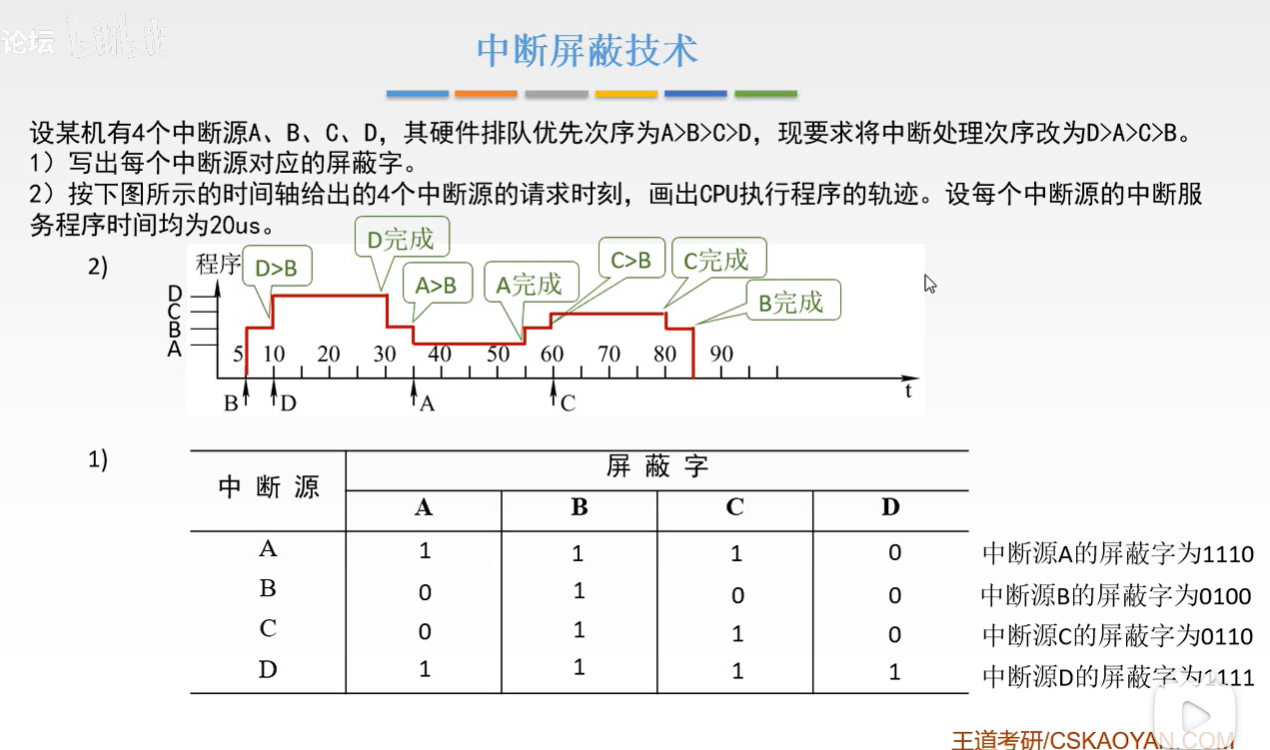 论坛 bilibili
中断屏蔽技术
设某机有4个中断源A、B、C、D，其硬件排队优先次序为A>B>C>D，现要求将中断处理次序改为D>A>C>B。
1）写出每个中断源对应的屏蔽字。
2）按下图所示的时间轴给出的4个中断源的请求时刻，画出CPU执行程序的轨迹。设每个中断源的中断服
务程序时间均为20us。
2)
程序
D>B
D完成
A>B
A完成
C>B
C完成
B完成
D
C
B
A
5 10 20 30 40 50 60 70 80 90
t
B D A C
1)
中断源 屏蔽字
A B C D
A 1 1 1 0 中断源A的屏蔽字为1110
B 0 1 0 0 中断源B的屏蔽字为0100
C 0 1 1 0 中断源C的屏蔽字为0110
D 1 1 1 1 中断源D的屏蔽字为1111
王道考研/CSKAOYAN.COM